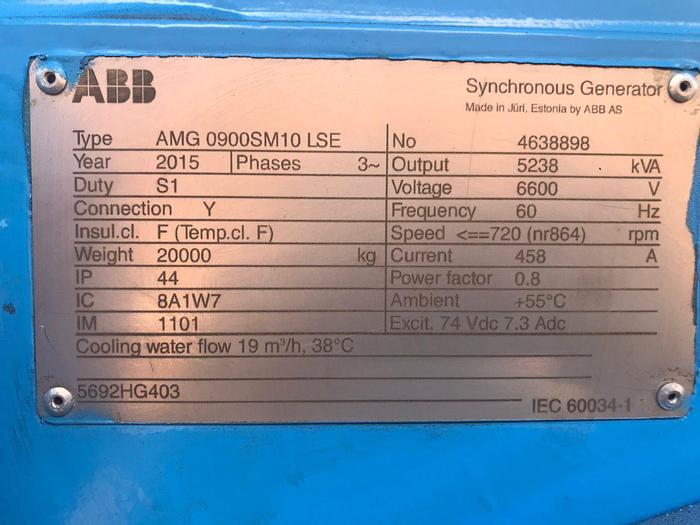 ABB
Synchronous Generator
Made in Jüri, Estonia by ABB AS
Type AMG 0900SM10 LSE No 4638898
Year 2015 Phases 3~ Output 5238 kVA
Duty S1 Voltage 6600 V
Connection Y Frequency 60 Hz
Insul.cl. F (Temp.cl. F) Speed <==720 (nr864) rpm
Weight 20000 kg Current 458 A
IP 44 Power factor 0.8
IC 8A1W7 Ambient +55°C
IM 1101 Excit. 74 Vdc 7.3 Adc
Cooling water flow 19 m³/h, 38°C
5692HG403
IEC 60034-1